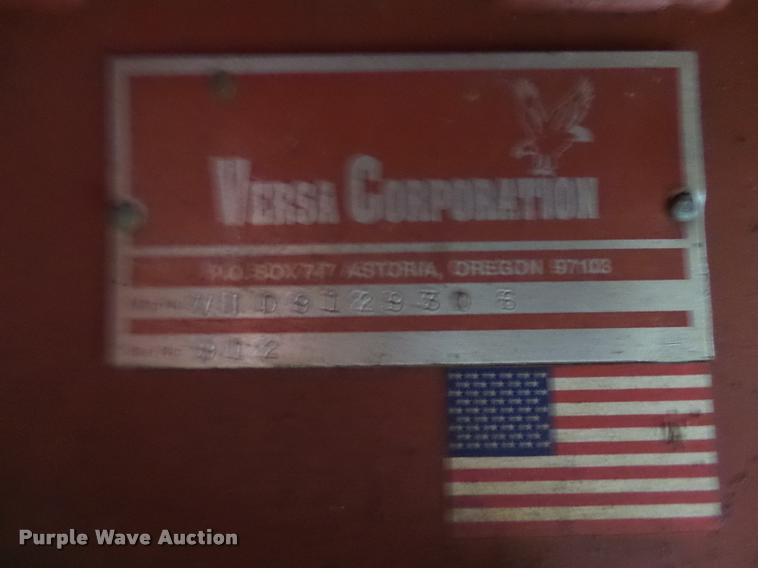 VERSA CORPORATION
P.O. BOX 747 ASTORIA, OREGON 97103
912
Purple Wave Auction